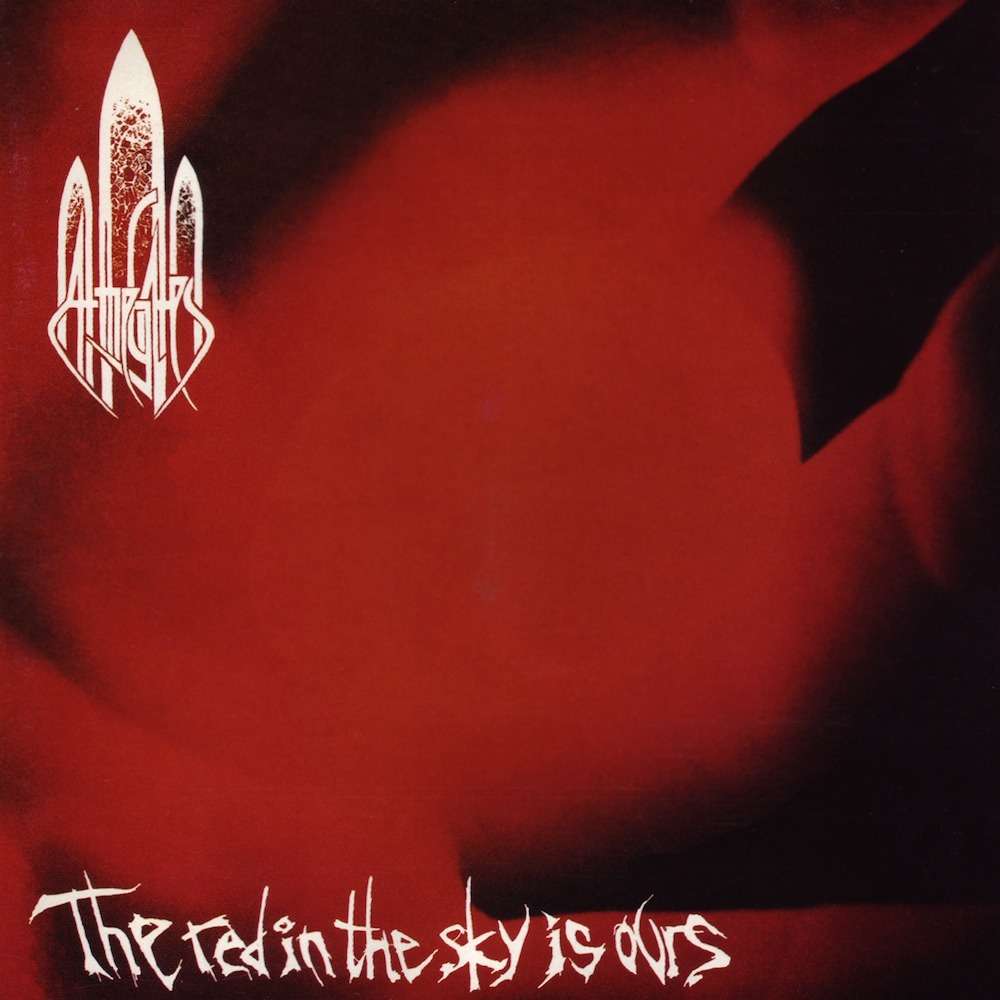 At the Gates
The red in the sky is ours